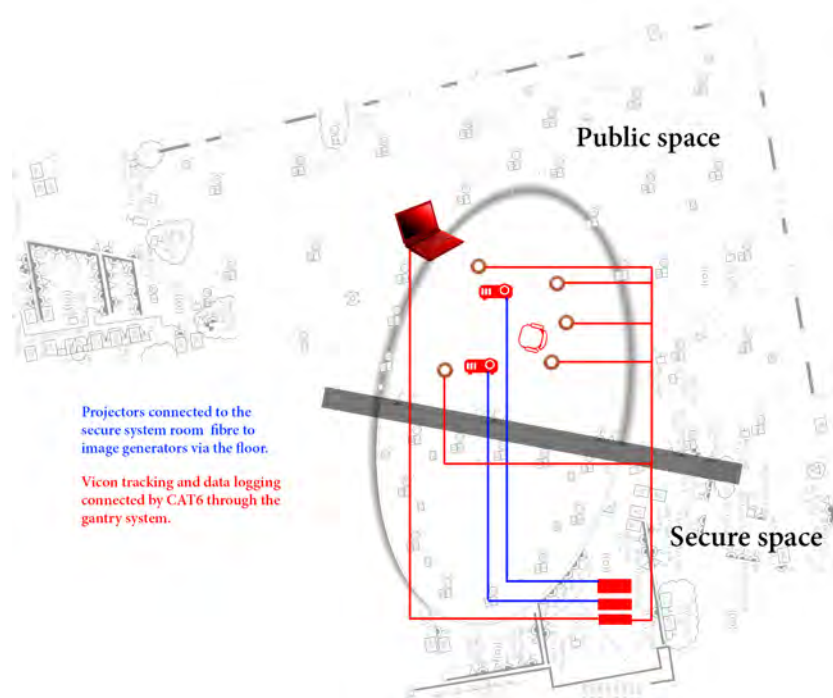 Public space
Projectors connected to the
secure system room fibre to
image generators via the floor.
Vicon tracking and data logging
connected by CAT6 through the
gantry system.
Secure space